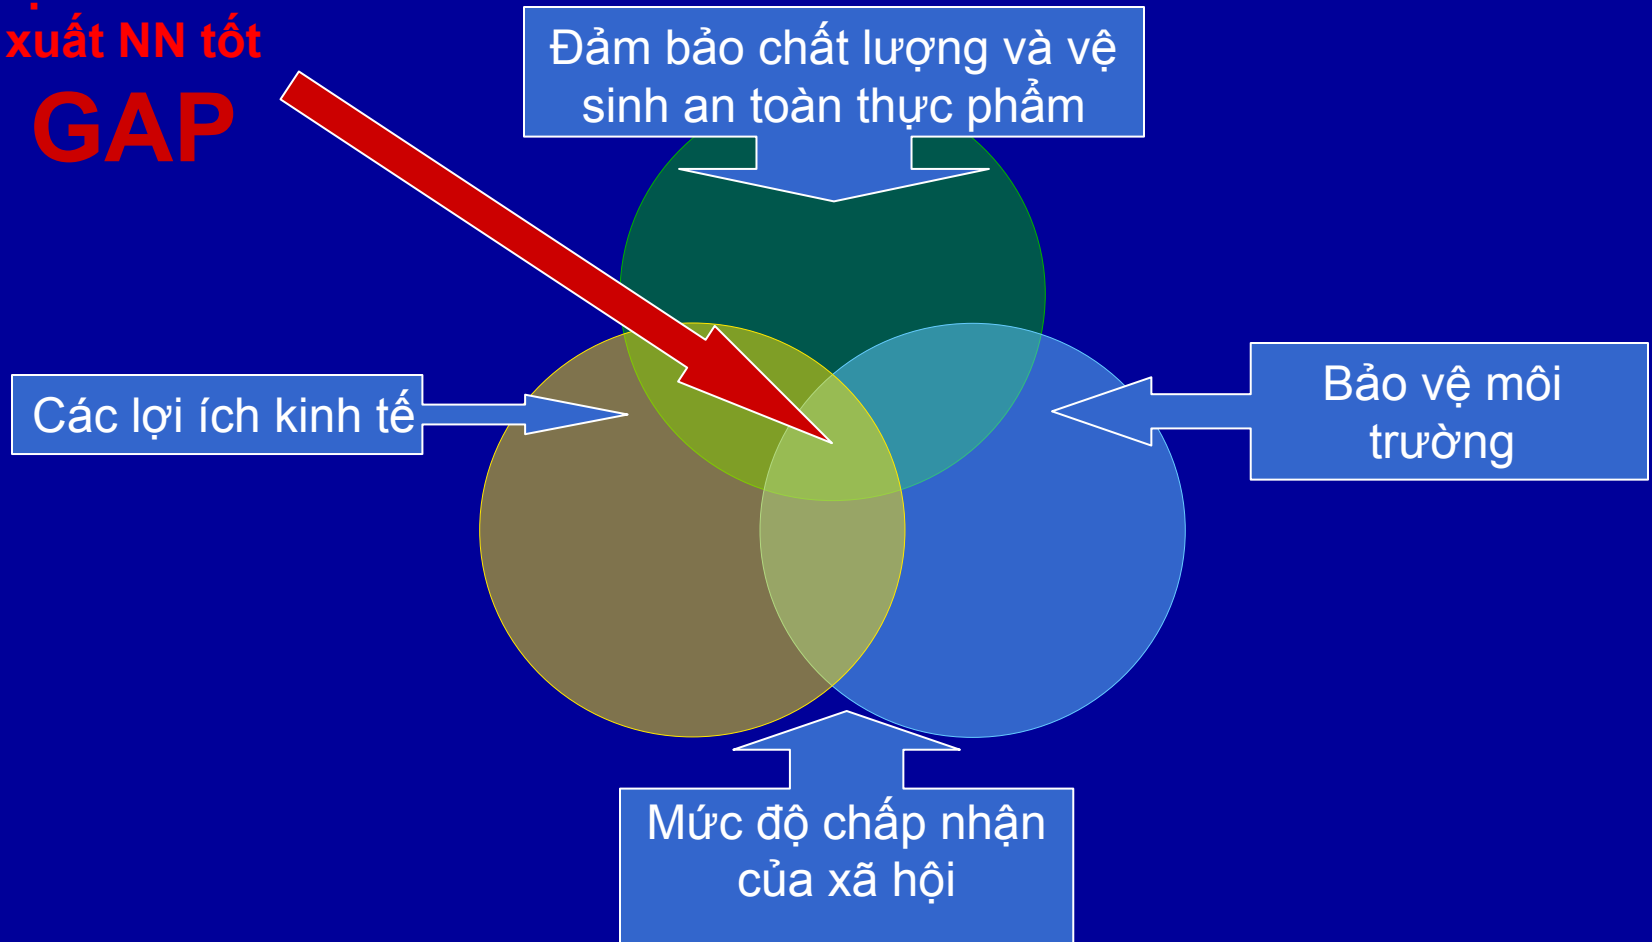 xuất NN tốt
GAP
Đảm bảo chất lượng và vệ
sinh an toàn thực phẩm
Các lợi ích kinh tế
Bảo vệ môi
trường
Mức độ chấp nhận
của xã hội